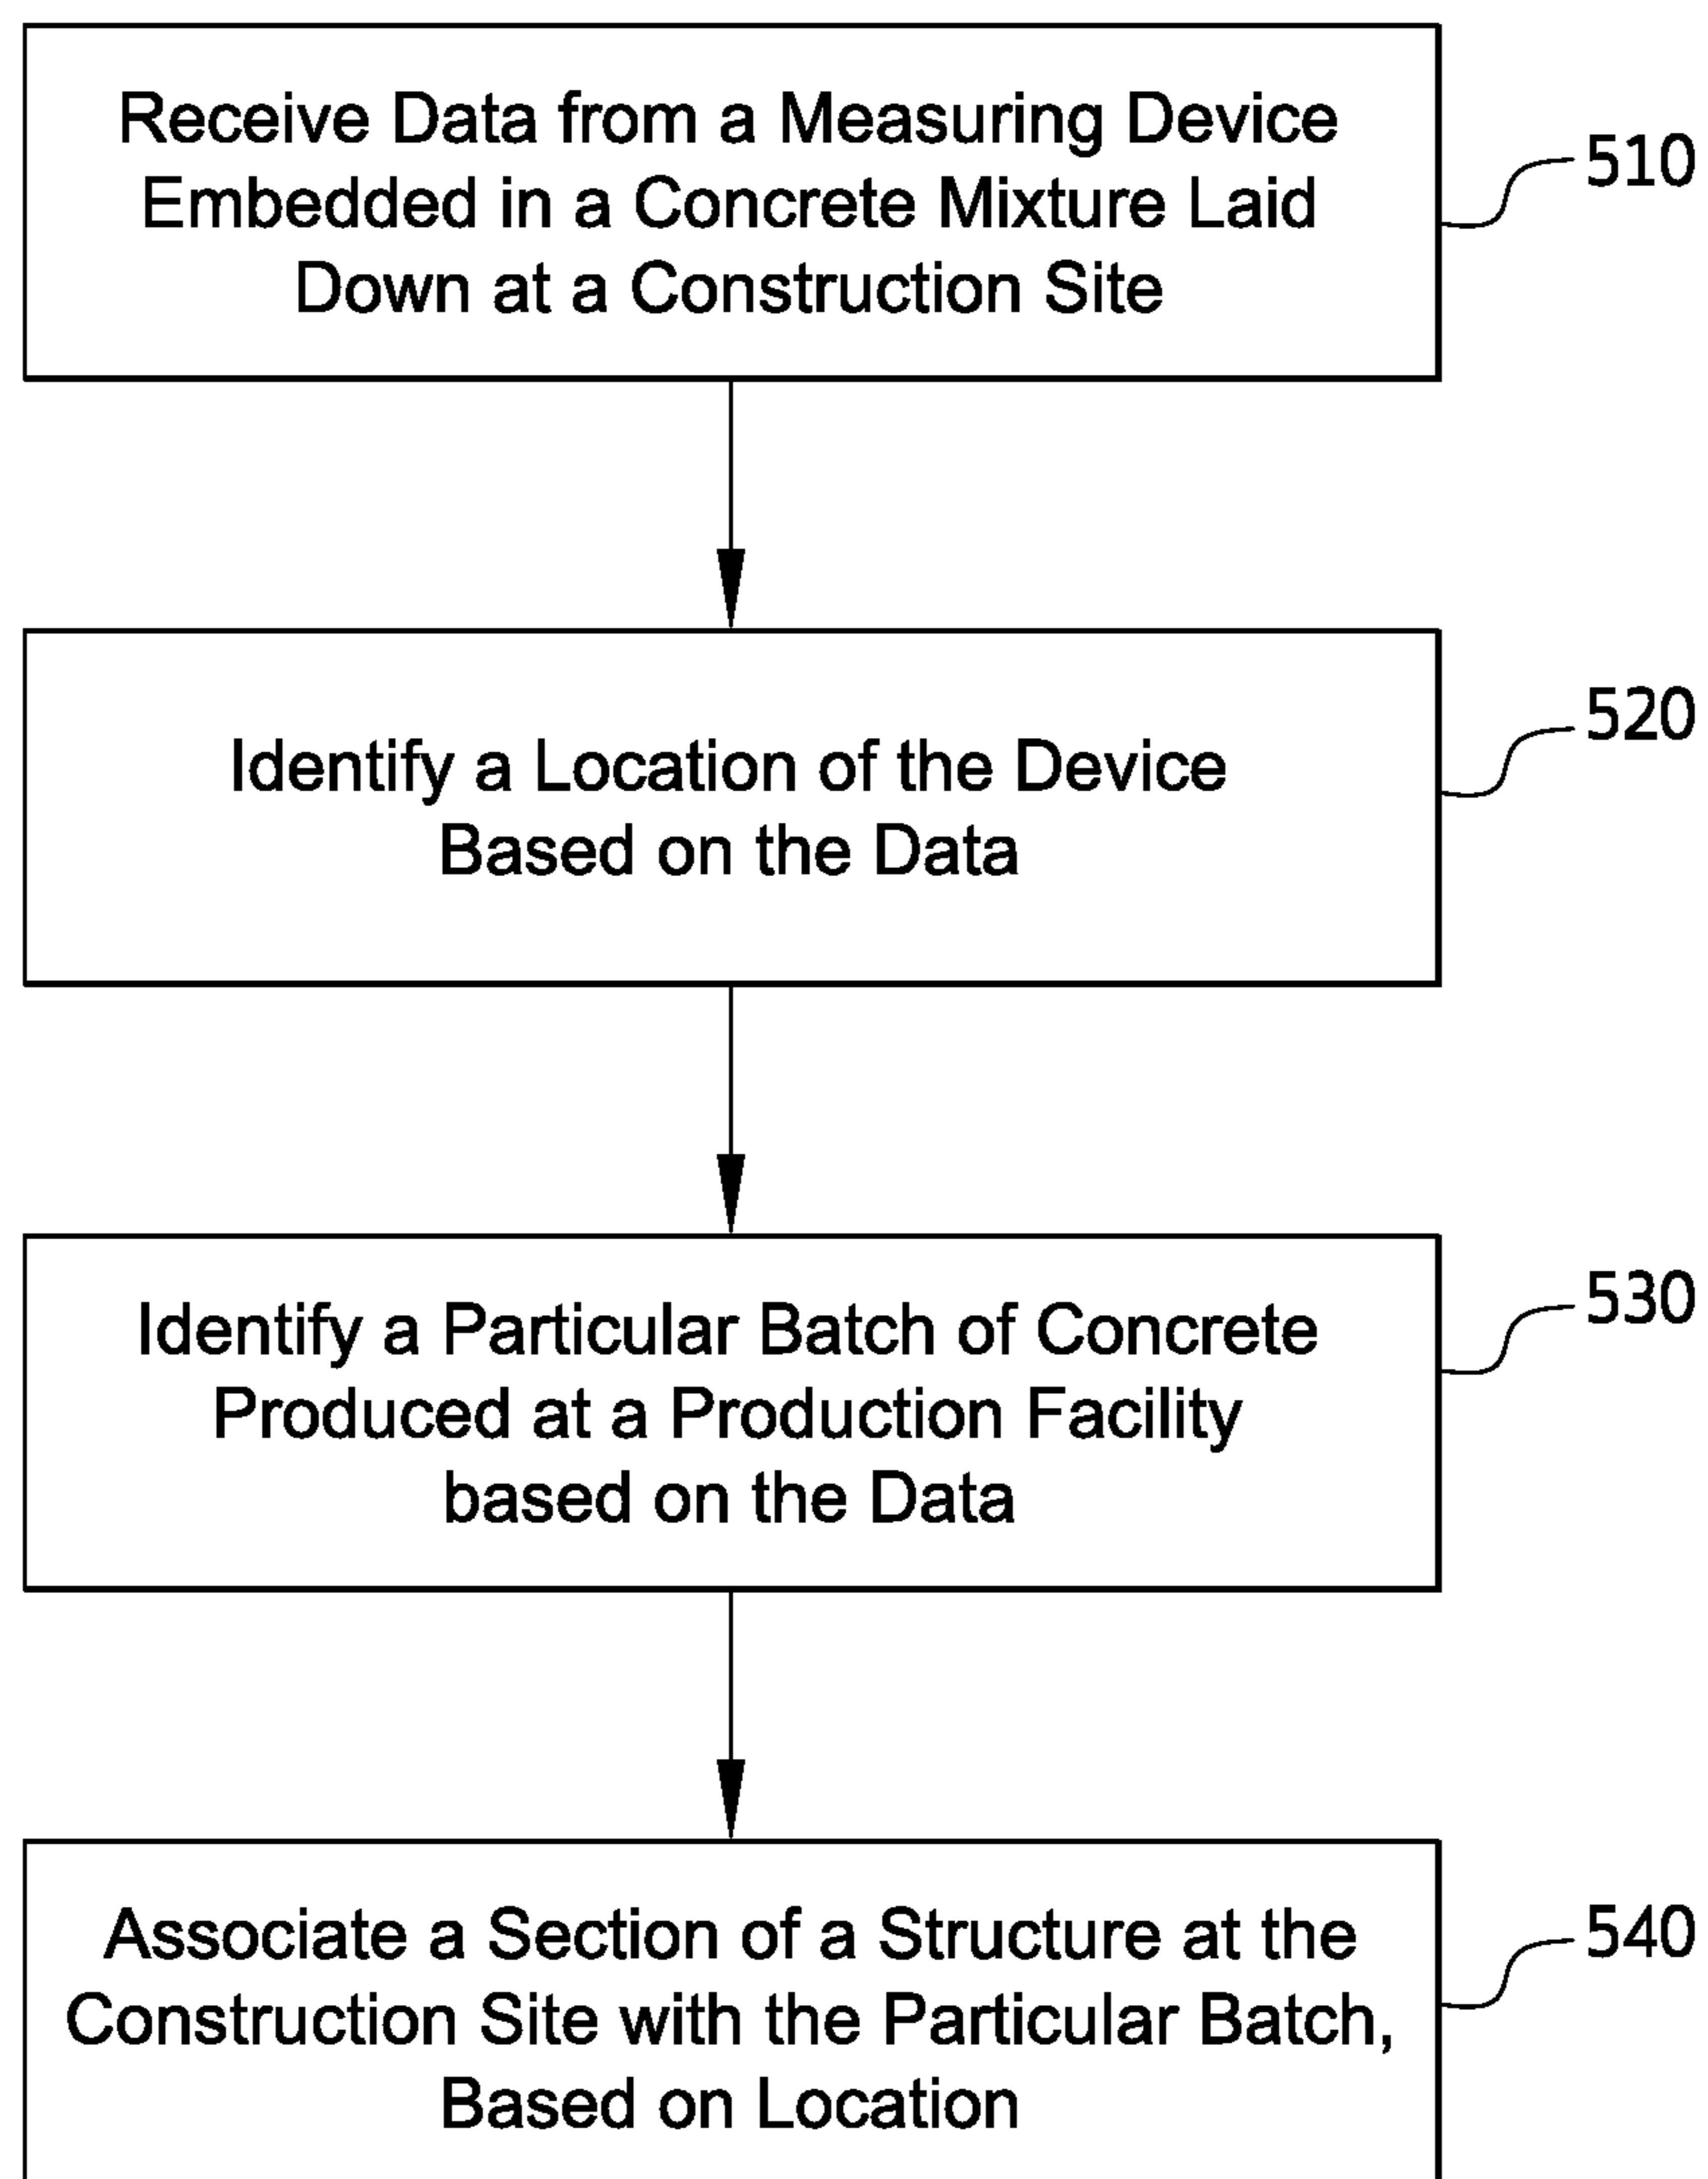 Receive Data from a Measuring Device
Embedded in a Concrete Mixture Laid
Down at a Construction Site
510
Identify a Location of the Device
Based on the Data
520
Identify a Particular Batch of Concrete
Produced at a Production Facility
based on the Data
530
Associate a Section of a Structure at the
Construction Site with the Particular Batch,
Based on Location
540